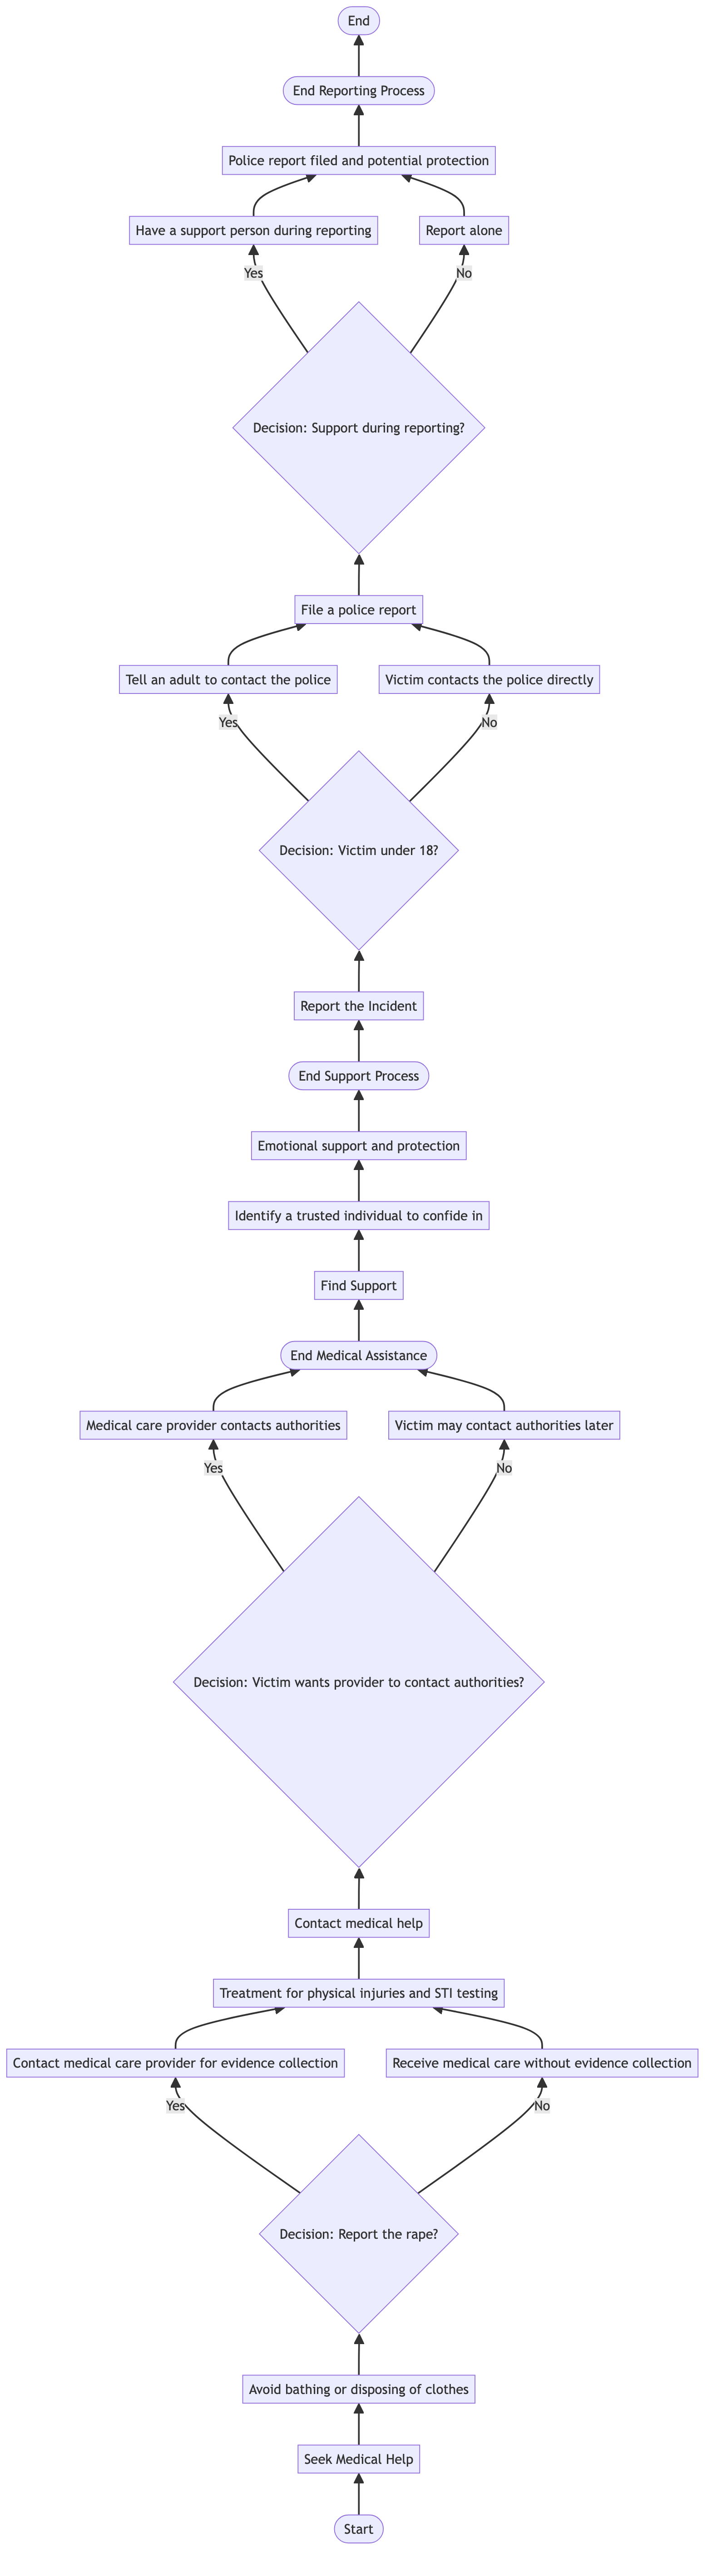 End
End Reporting Process
Police report filed and potential protection
Have a support person during reporting
Report alone
Yes
No
Decision: Support during reporting?
File a police report
Tell an adult to contact the police
Victim contacts the police directly
Yes
No
Decision: Victim under 18?
Report the Incident
End Support Process
Emotional support and protection
Identify a trusted individual to confide in
Find Support
End Medical Assistance
Medical care provider contacts authorities
Victim may contact authorities later
Yes
No
Decision: Victim wants provider to contact authorities?
Contact medical help
Treatment for physical injuries and STI testing
Contact medical care provider for evidence collection
Receive medical care without evidence collection
Yes
No
Decision: Report the rape?
Avoid bathing or disposing of clothes
Seek Medical Help
Start